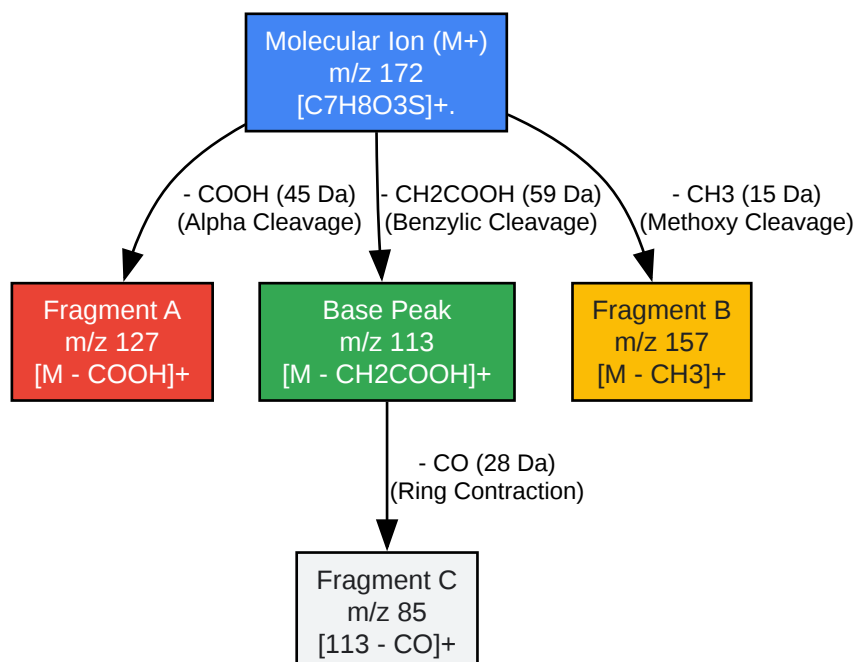 Molecular Ion (M+)
m/z 172
[C7H8O3S]+.
- COOH (45 Da)
(Alpha Cleavage)
- CH2COOH (59 Da)
(Benzylic Cleavage)
- CH3 (15 Da)
(Methoxy Cleavage)
Fragment A
m/z 127
[M - COOH]+
Base Peak
m/z 113
[M - CH2COOH]+
Fragment B
m/z 157
[M - CH3]+
- CO (28 Da)
(Ring Contraction)
Fragment C
m/z 85
[113 - CO]+